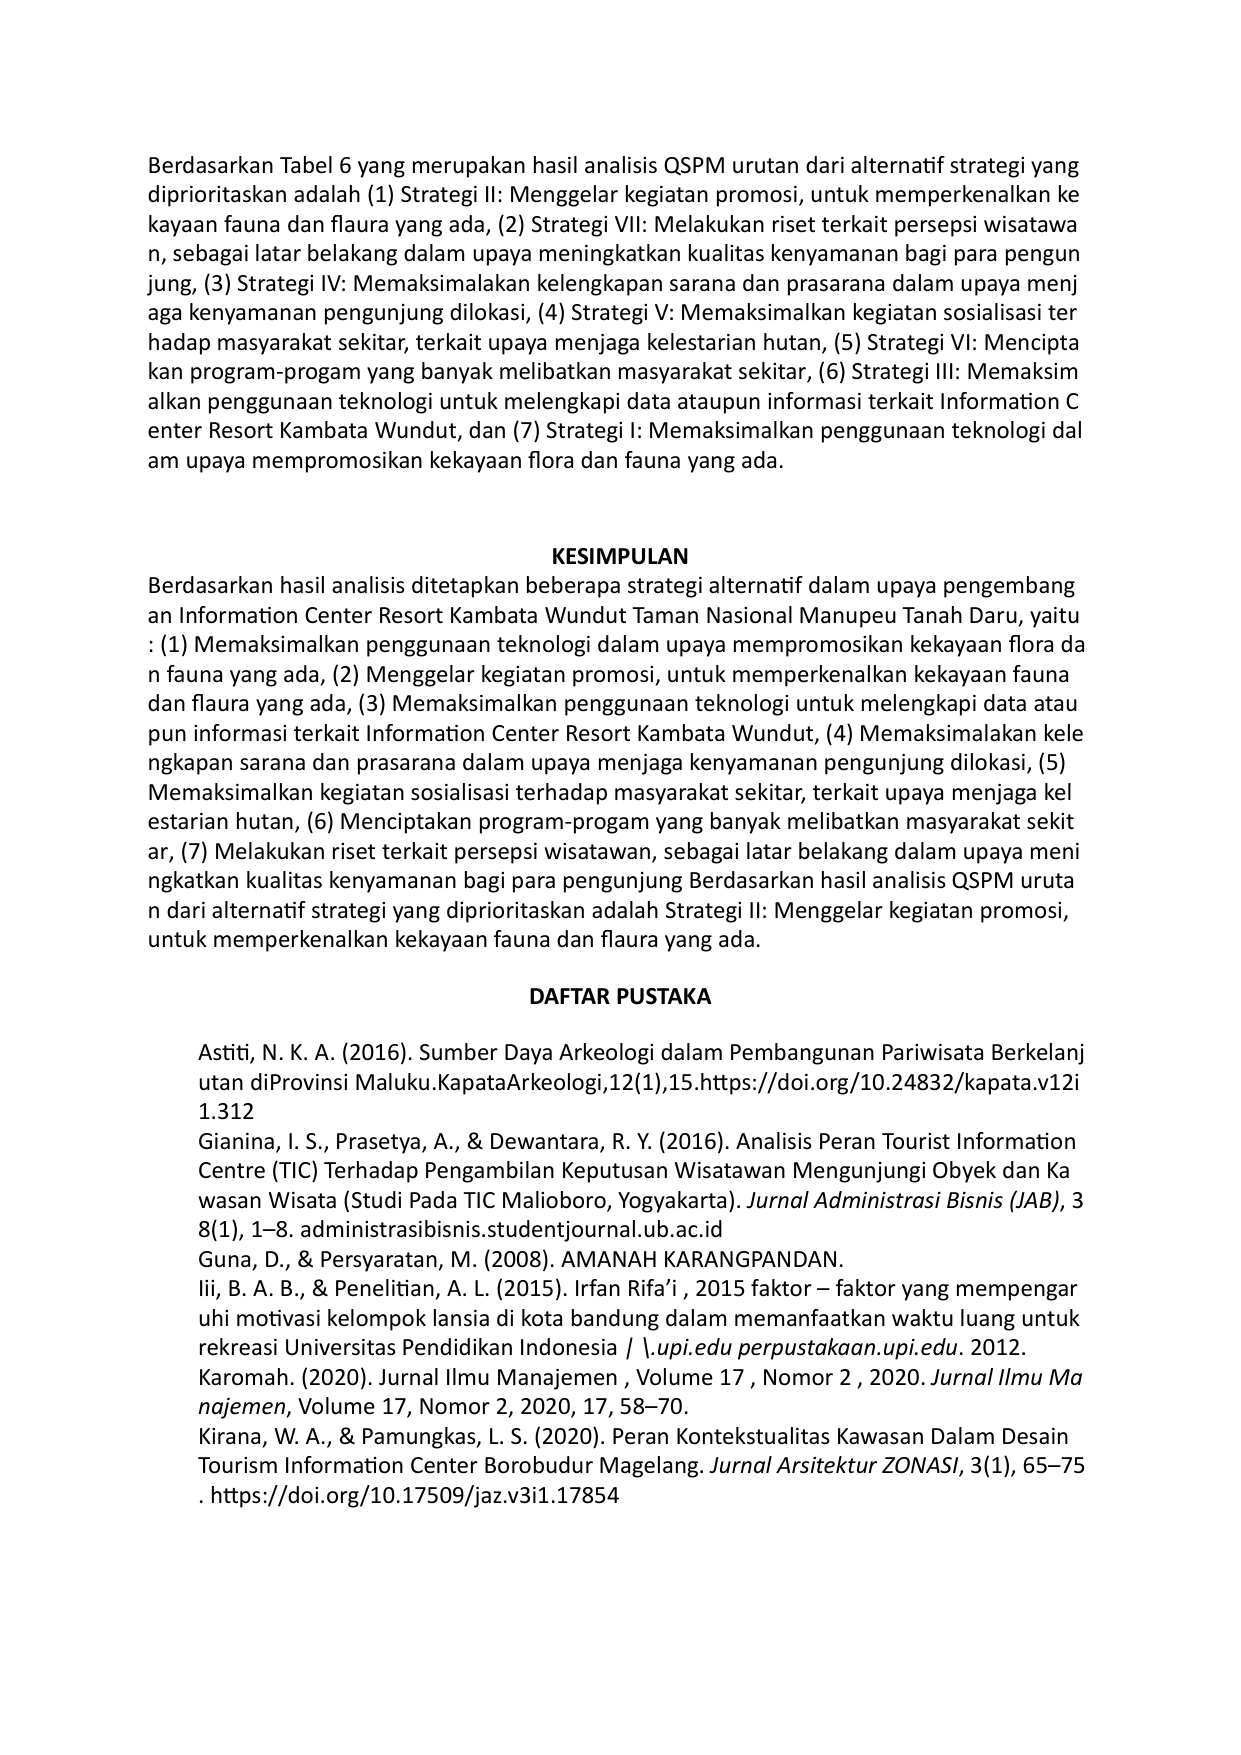 Berdasarkan Tabel 6 yang merupakan hasil analisis QSPM urutan dari alternatif strategi yang
diprioritaskan adalah (1) Strategi II: Menggelar kegiatan promosi, untuk memperkenalkan ke
kayaan fauna dan flaura yang ada, (2) Strategi VII: Melakukan riset terkait persepsi wisatawa
n, sebagai latar belakang dalam upaya meningkatkan kualitas kenyamanan bagi para pengun
jung, (3) Strategi IV: Memaksimalakan kelengkapan sarana dan prasarana dalam upaya menj
aga kenyamanan pengunjung dilokasi, (4) Strategi V: Memaksimalkan kegiatan sosialisasi ter
hadap masyarakat sekitar, terkait upaya menjaga kelestarian hutan, (5) Strategi VI: Mencipta
kan program-progam yang banyak melibatkan masyarakat sekitar, (6) Strategi III: Memaksim
alkan penggunaan teknologi untuk melengkapi data ataupun informasi terkait Information C
enter Resort Kambata Wundut, dan (7) Strategi I: Memaksimalkan penggunaan teknologi dal
am upaya mempromosikan kekayaan flora dan fauna yang ada.
KESIMPULAN
Berdasarkan hasil analisis ditetapkan beberapa strategi alternatif dalam upaya pengembang
an Information Center Resort Kambata Wundut Taman Nasional Manupeu Tanah Daru, yaitu
: (1) Memaksimalkan penggunaan teknologi dalam upaya mempromosikan kekayaan flora da
n fauna yang ada, (2) Menggelar kegiatan promosi, untuk memperkenalkan kekayaan fauna
dan flaura yang ada, (3) Memaksimalkan penggunaan teknologi untuk melengkapi data atau
pun informasi terkait Information Center Resort Kambata Wundut, (4) Memaksimalakan kele
ngkapan sarana dan prasarana dalam upaya menjaga kenyamanan pengunjung dilokasi, (5)
Memaksimalkan kegiatan sosialisasi terhadap masyarakat sekitar, terkait upaya menjaga kel
estarian hutan, (6) Menciptakan program-progam yang banyak melibatkan masyarakat sekit
ar, (7) Melakukan riset terkait persepsi wisatawan, sebagai latar belakang dalam upaya meni
ngkatkan kualitas kenyamanan bagi para pengunjung Berdasarkan hasil analisis QSPM uruta
n dari alternatif strategi yang diprioritaskan adalah Strategi II: Menggelar kegiatan promosi,
untuk memperkenalkan kekayaan fauna dan flaura yang ada.
DAFTAR PUSTAKA
Astiti, N. K. A. (2016). Sumber Daya Arkeologi dalam Pembangunan Pariwisata Berkelanj
utan diProvinsi Maluku.KapataArkeologi,12(1),15.https://doi.org/10.24832/kapata.v12i
1.312
Gianina, I. S., Prasetya, A., & Dewantara, R. Y. (2016). Analisis Peran Tourist Information
Centre (TIC) Terhadap Pengambilan Keputusan Wisatawan Mengunjungi Obyek dan Ka
wasan Wisata (Studi Pada TIC Malioboro, Yogyakarta). Jurnal Administrasi Bisnis (JAB), 3
8(1), 1–8. administrasibisnis.studentjournal.ub.ac.id
Guna, D., & Persyaratan, M. (2008). AMANAH KARANGPANDAN.
Iii, B. A. B., & Penelitian, A. L. (2015). Irfan Rifa’i , 2015 faktor – faktor yang mempengar
uhi motivasi kelompok lansia di kota bandung dalam memanfaatkan waktu luang untuk
rekreasi Universitas Pendidikan Indonesia | \.upi.edu perpustakaan.upi.edu. 2012.
Karomah. (2020). Jurnal Ilmu Manajemen , Volume 17 , Nomor 2 , 2020. Jurnal Ilmu Ma
najemen, Volume 17, Nomor 2, 2020, 17, 58–70.
Kirana, W. A., & Pamungkas, L. S. (2020). Peran Kontekstualitas Kawasan Dalam Desain
Tourism Information Center Borobudur Magelang. Jurnal Arsitektur ZONASI, 3(1), 65–75
. https://doi.org/10.17509/jaz.v3i1.17854